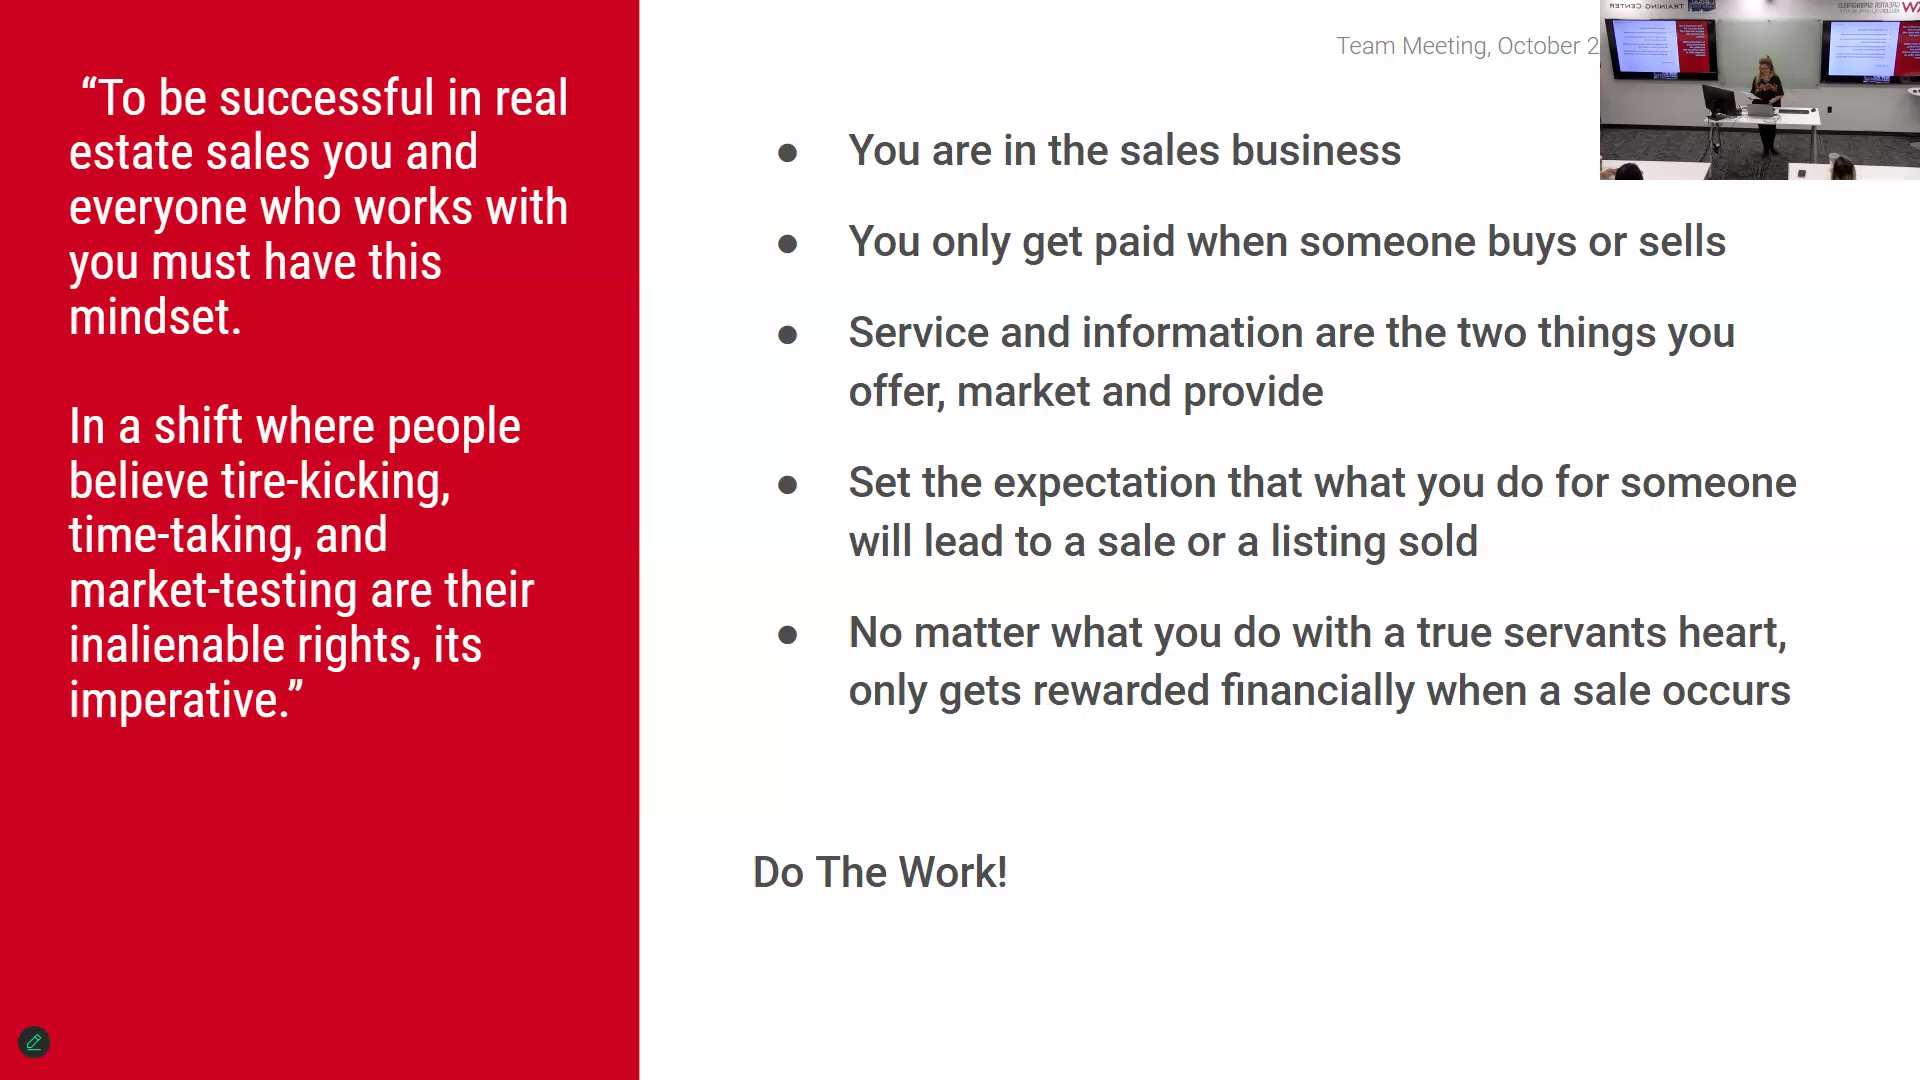 “To be successful in real
estate sales you and
everyone who works with
you must have this
mindset.
In a shift where people
believe tire-kicking,
time-taking, and
market-testing are their
inalienable rights, its
imperative.”
Team Meeting, October 2
● You are in the sales business
● You only get paid when someone buys or sells
● Service and information are the two things you
offer, market and provide
● Set the expectation that what you do for someone
will lead to a sale or a listing sold
● No matter what you do with a true servants heart,
only gets rewarded financially when a sale occurs
Do The Work!
TRAINING CENTER
GREATER SPRINGFIELD